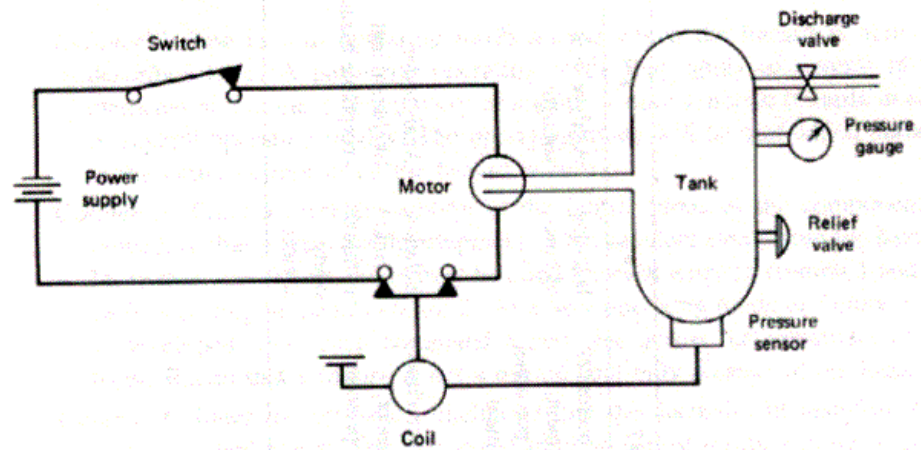 Switch
Discharge
valve
Pressure
gauge
Power
supply
Motor
Tank
Relief
valve
Pressure
sensor
Coil